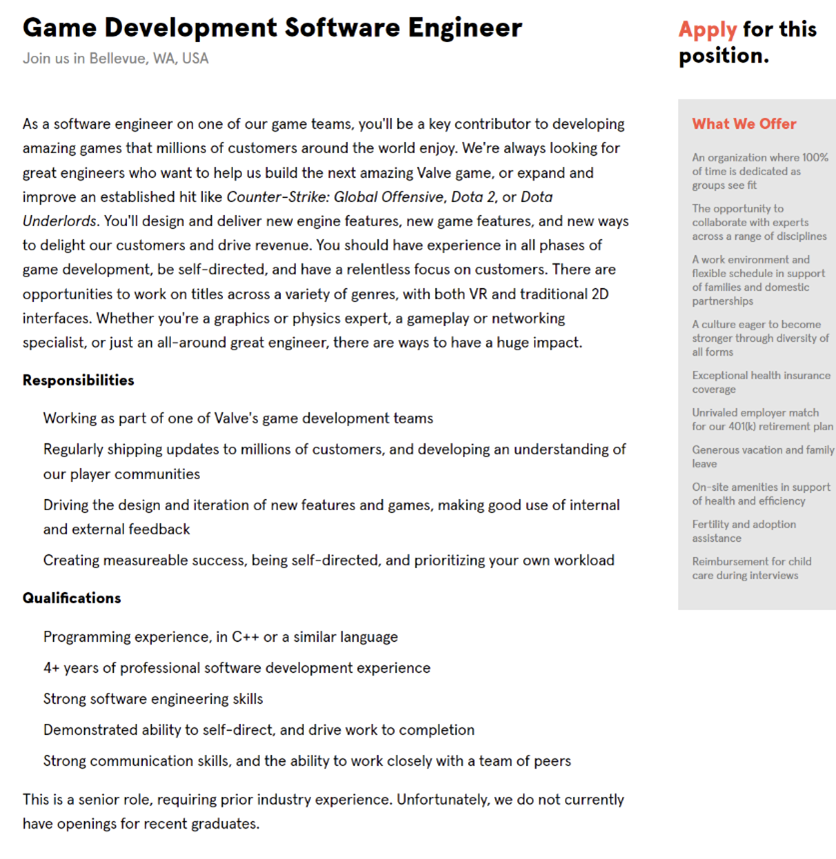 Game Development Software Engineer
Join us in Bellevue, WA, USA
As a software engineer on one of our game teams, you'll be a key contributor to developing
amazing games that millions of customers around the world enjoy. We're always looking for
great engineers who want to help us build the next amazing Valve game, or expand and
improve an established hit like Counter-Strike: Global Offensive, Dota 2, or Dota
Underlords. You'll design and deliver new engine features, new game features, and new ways
to delight our customers and drive revenue. You should have experience in all phases of
game development, be self-directed, and have a relentless focus on customers. There are
opportunities to work on titles across a variety of genres, with both VR and traditional 2D
interfaces. Whether you're a graphics or physics expert, a gameplay or networking
specialist, or just an all-around great engineer, there are ways to have a huge impact.
Responsibilities
Working as part of one of Valve's game development teams
Regularly shipping updates to millions of customers, and developing an understanding of
our player communities
Driving the design and iteration of new features and games, making good use of internal
and external feedback
Creating measureable success, being self-directed, and prioritizing your own workload
Qualifications
Programming experience, in C++ or a similar language
4+ years of professional software development experience
Strong software engineering skills
Demonstrated ability to self-direct, and drive work to completion
Strong communication skills, and the ability to work closely with a team of peers
This is a senior role, requiring prior industry experience. Unfortunately, we do not currently
have openings for recent graduates.
Apply for this
position.
What We Offer
An organization where 100%
of time is dedicated as
groups see fit
The opportunity to
collaborate with experts
across a range of disciplines
A work environment and
flexible schedule in support
of families and domestic
partnerships
A culture eager to become
stronger through diversity of
all forms
Exceptional health insurance
coverage
Unrivaled employer match
for our 401(k) retirement plan
Generous vacation and family
leave
On-site amenities in support
of health and efficiency
Fertility and adoption
assistance
Reimbursement for child
care during interviews